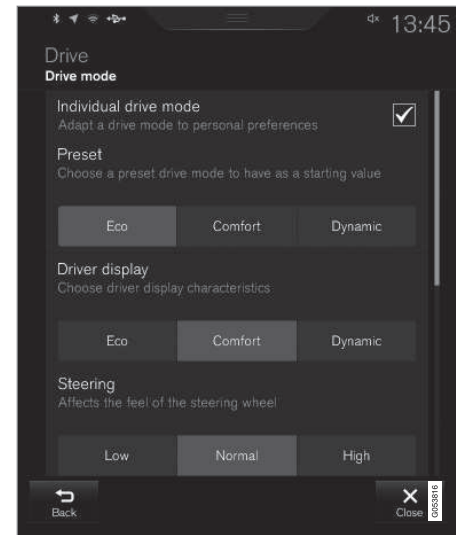 13:45
Drive
Drive mode
Individual drive mode
Adapt a drive mode to personal preferences
Preset
Choose a preset drive mode to have as a starting value
Eco Comfort Dynamic
Driver display
Choose driver display characteristics
Eco Comfort Dynamic
Steering
Affects the feel of the steering wheel
Low Normal High
Back Close
G053816